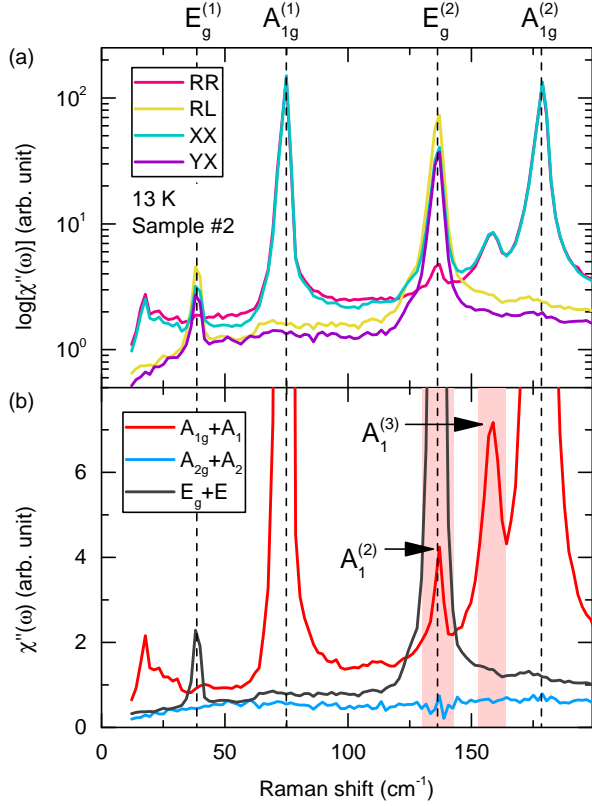 E_g^(1) A_1g^(1) E_g^(2) A_1g^(2)
(a)
RR
RL
XX
YX
13 K
Sample #2
10^2
10^1
10^0
log[χ''(ω)] (arb. unit)
(b)
A_1g+A_1
A_2g+A_2
E_g+E
A_1^(3)
A_1^(2)
6
4
2
0
χ''(ω) (arb. unit)
0 50 100 150
Raman shift (cm^-1)